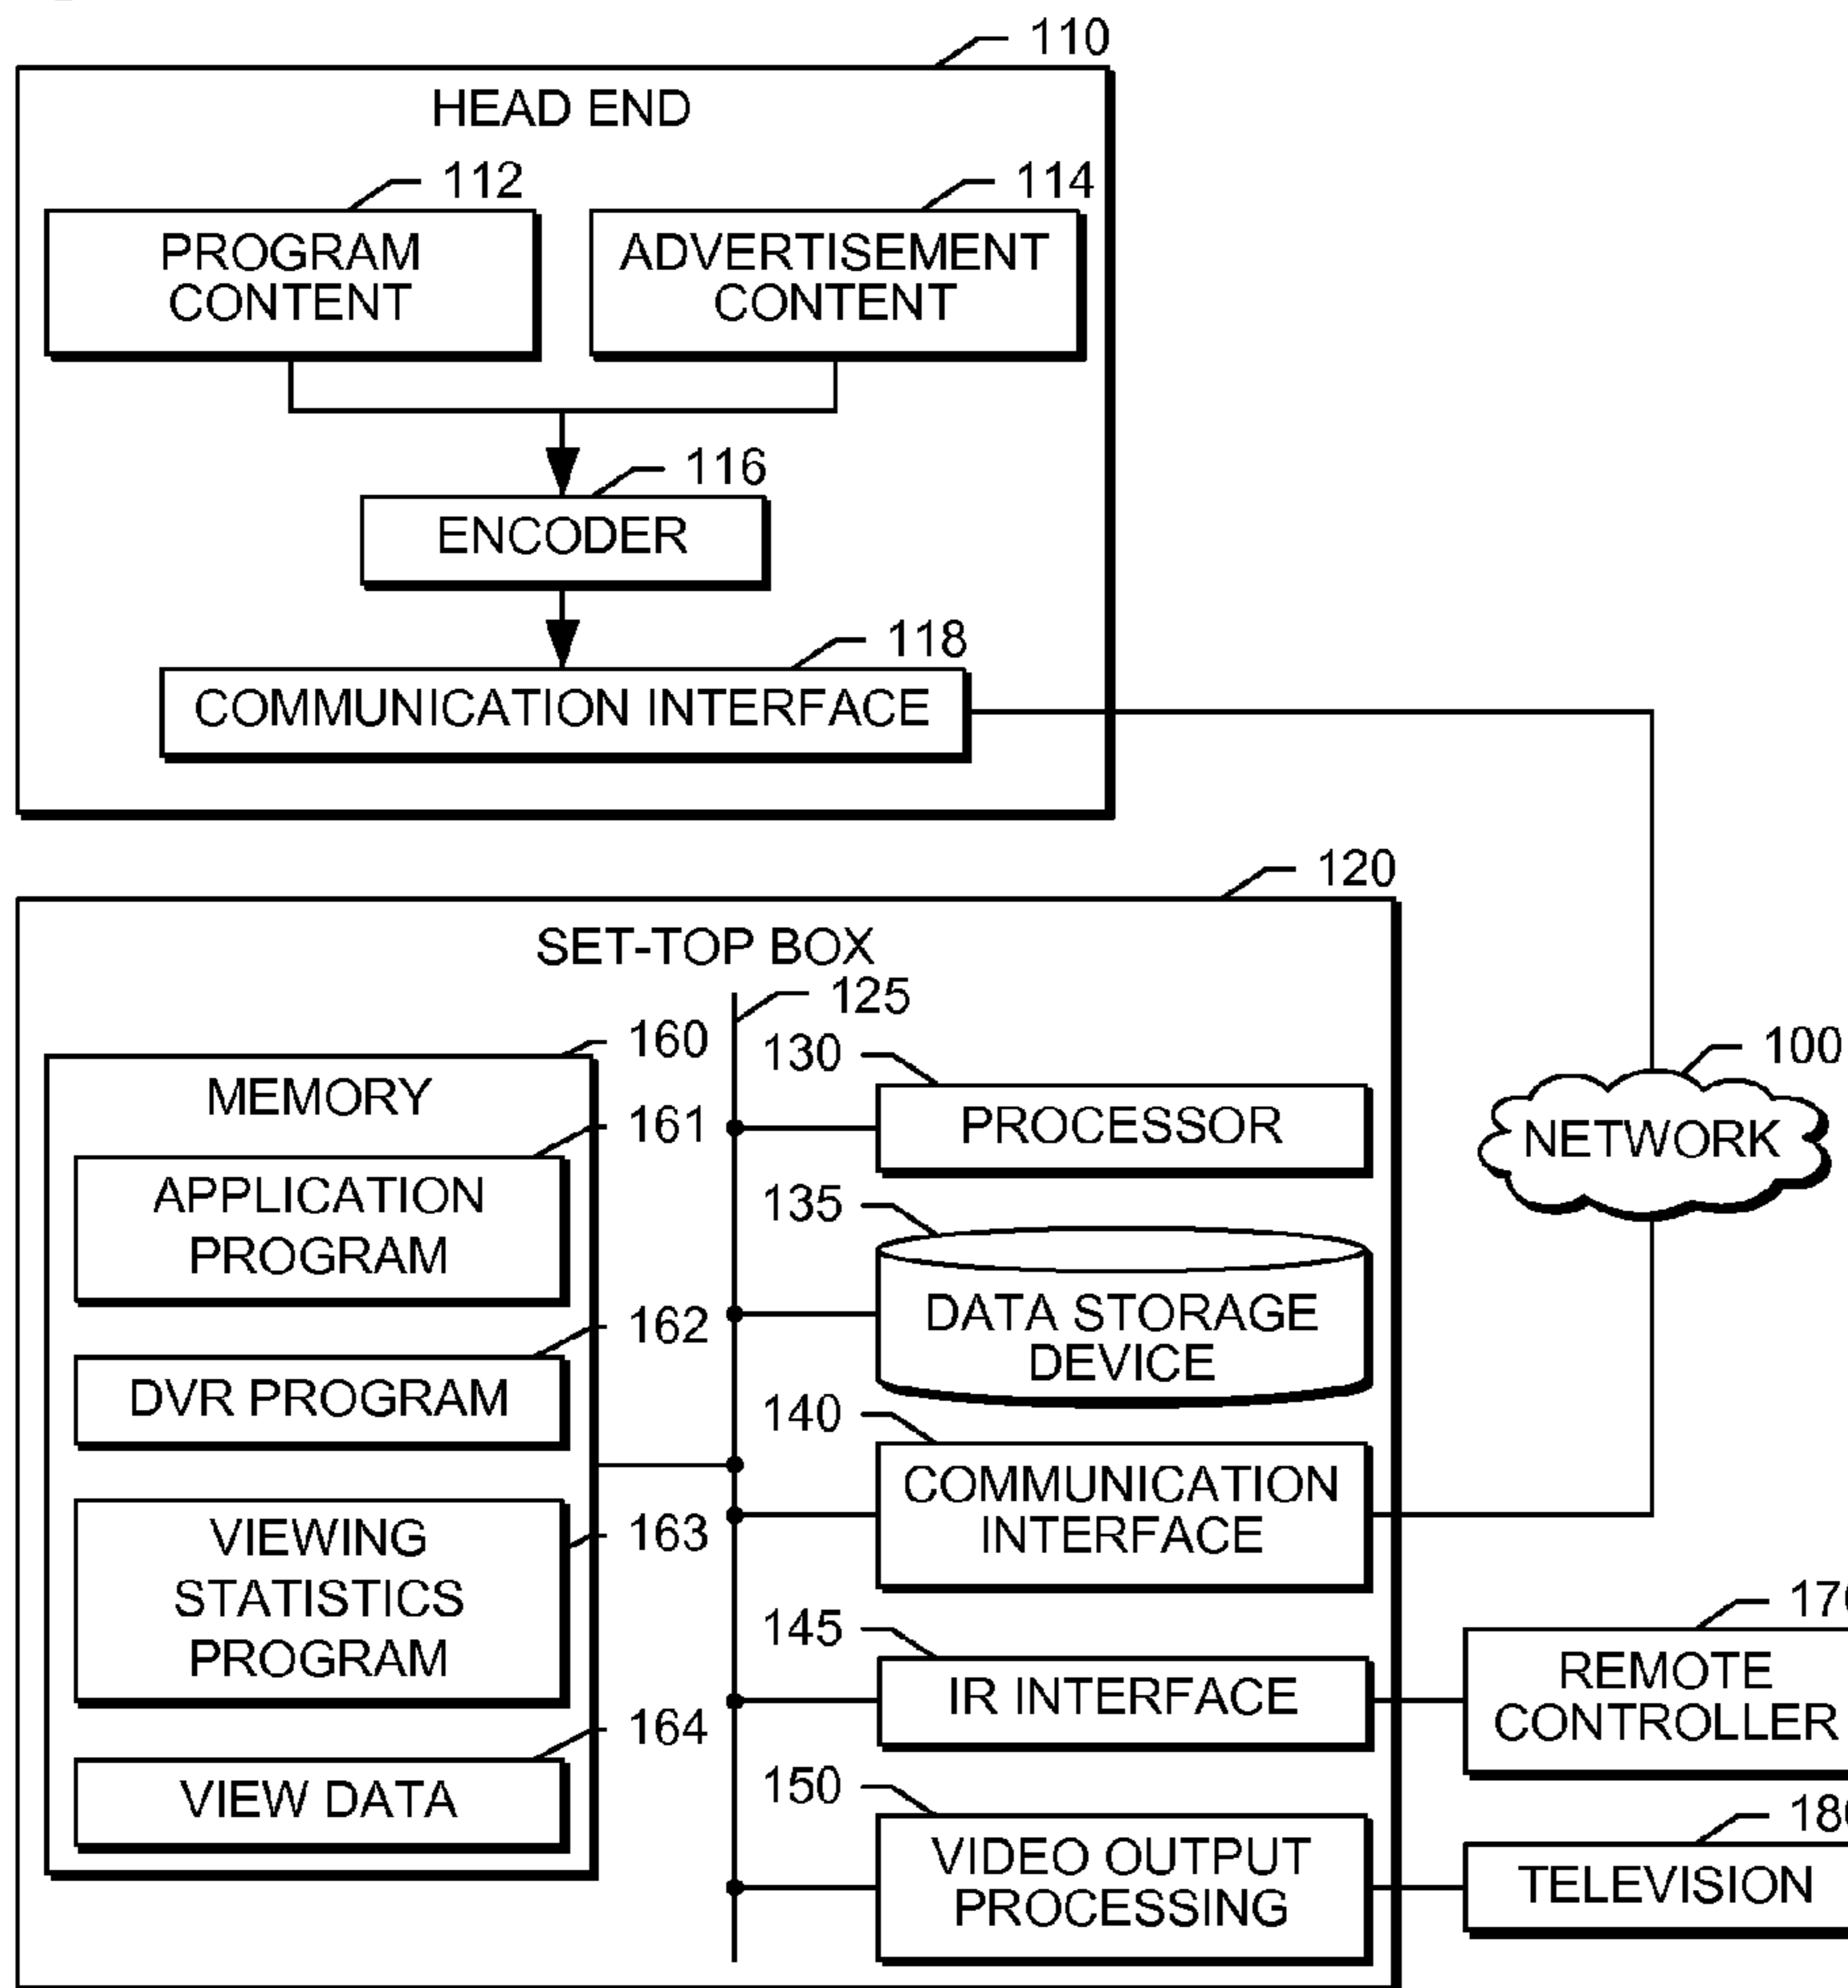 110
HEAD END
112
114
PROGRAM
CONTENT
ADVERTISEMENT
CONTENT
116
ENCODER
118
COMMUNICATION INTERFACE
120
SET-TOP BOX
125
160
MEMORY
161
APPLICATION
PROGRAM
162
DVR PROGRAM
163
VIEWING
STATISTICS
PROGRAM
164
VIEW DATA
130
PROCESSOR
135
DATA STORAGE
DEVICE
140
COMMUNICATION
INTERFACE
145
IR INTERFACE
150
VIDEO OUTPUT
PROCESSING
100
NETWORK
170
REMOTE
CONTROLLER
180
TELEVISION